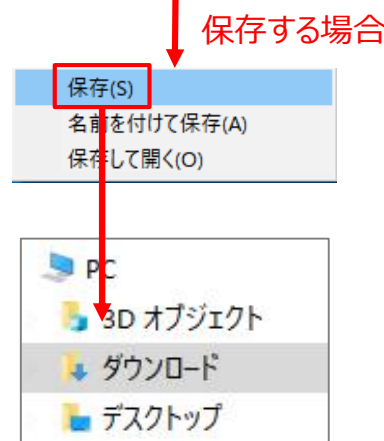 保存する場合
保存(S)
名前を付けて保存(A)
保存して開く(O)
PC
3D オブジェクト
ダウンロード
デスクトップ